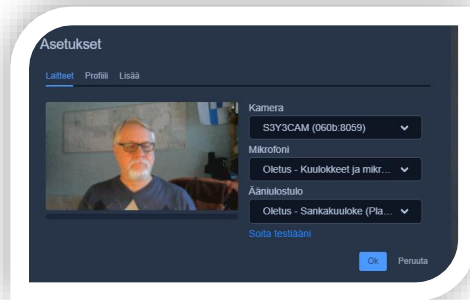 Asetukset
Laitteet Profiili Lisää
Kamera
S3Y3CAM (060b:8059)
Mikrofoni
Oletus - Kuulokkeet ja mikr...
Ääniulostulo
Oletus - Sankakuuloke (Pla...
Soita testiääni
Ok Peruuta